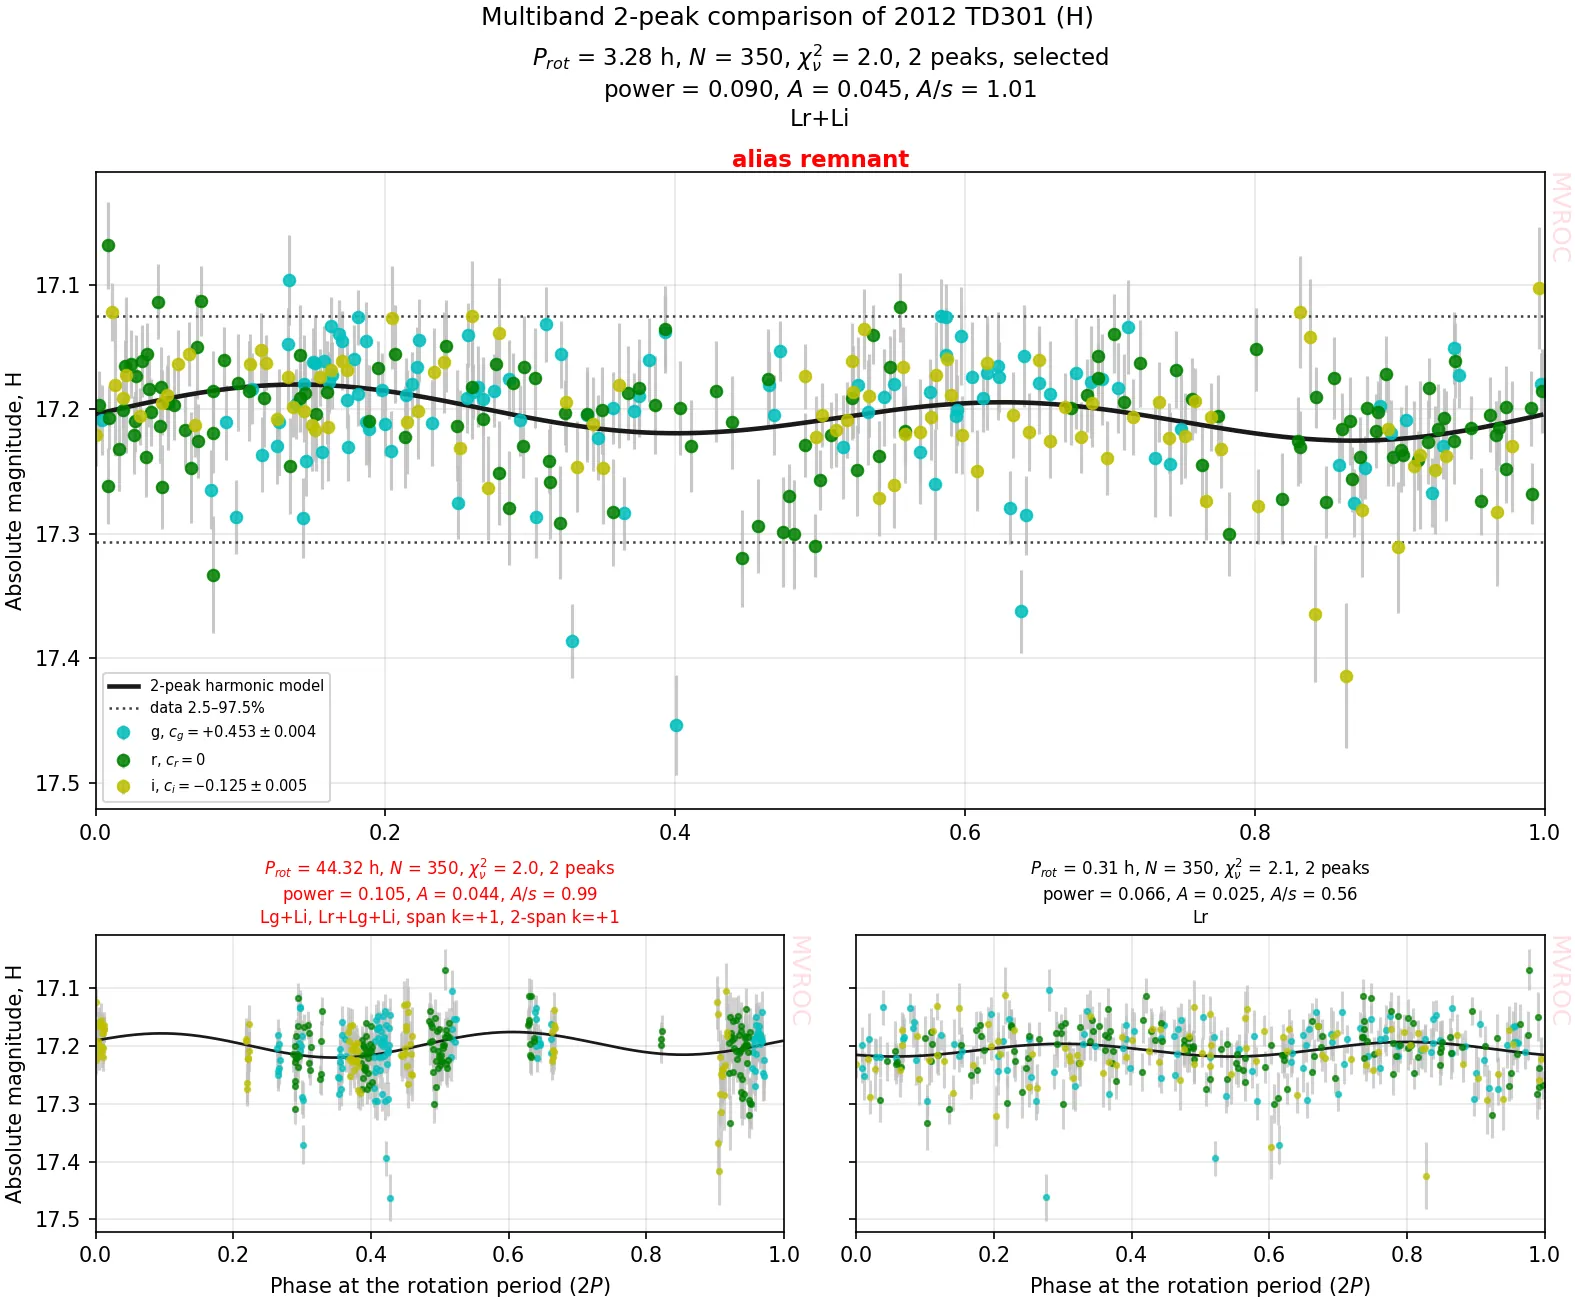 Multiband 2-peak comparison of 2012 TD301 (H)
P_rot = 3.28 h, N = 350, χ²_ν = 2.0, 2 peaks, selected
power = 0.090, A = 0.045, A/s = 1.01
Lr+Li
alias remnant
MVROC
Absolute magnitude, H
17.1
17.2
17.3
17.4
17.5
2-peak harmonic model
data 2.5–97.5%
g, c_g = +0.453 ± 0.004
r, c_r = 0
i, c_i = −0.125 ± 0.005
0.0 0.2 0.4 0.6 0.8 1.0
P_rot = 44.32 h, N = 350, χ²_ν = 2.0, 2 peaks
power = 0.105, A = 0.044, A/s = 0.99
Lg+Li, Lr+Lg+Li, span k=+1, 2-span k=+1
MVROC
Absolute magnitude, H
17.1
17.2
17.3
17.4
17.5
0.0 0.2 0.4 0.6 0.8 1.0
Phase at the rotation period (2P)
P_rot = 0.31 h, N = 350, χ²_ν = 2.1, 2 peaks
power = 0.066, A = 0.025, A/s = 0.56
Lr
MVROC
0.0 0.2 0.4 0.6 0.8 1.0
Phase at the rotation period (2P)